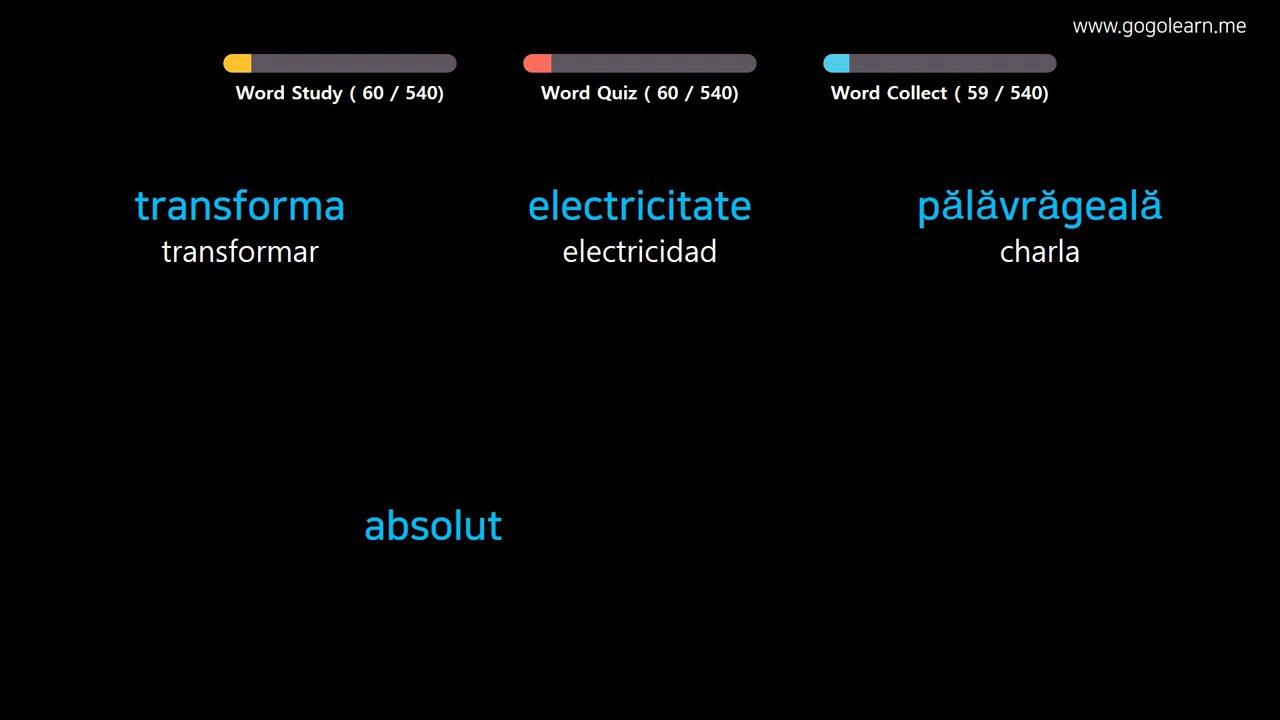 www.gogolearn.me
Word Study ( 60 / 540)
Word Quiz ( 60 / 540)
Word Collect ( 59 / 540)
transforma
transformar
electricitate
electricidad
pălăvrăgeală
charla
absolut